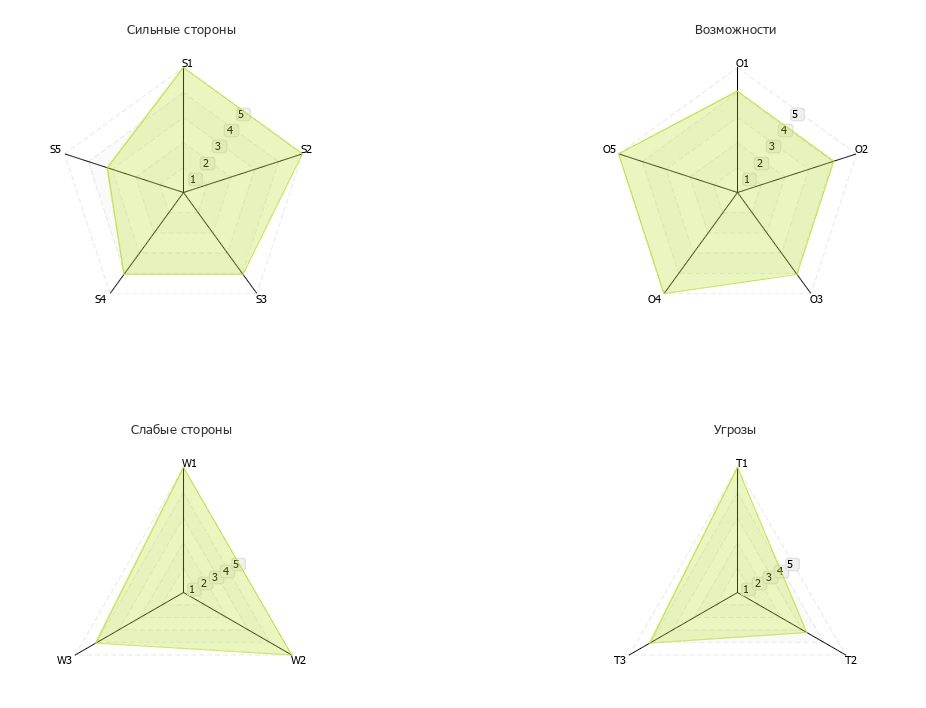 Сильные стороны
S1
5
4
3
2
1
S2
S3
S4
S5
Возможности
O1
5
4
3
2
1
O2
O3
O4
O5
Слабые стороны
W1
5
4
3
2
1
W2
W3
Угрозы
T1
5
4
3
2
1
T2
T3